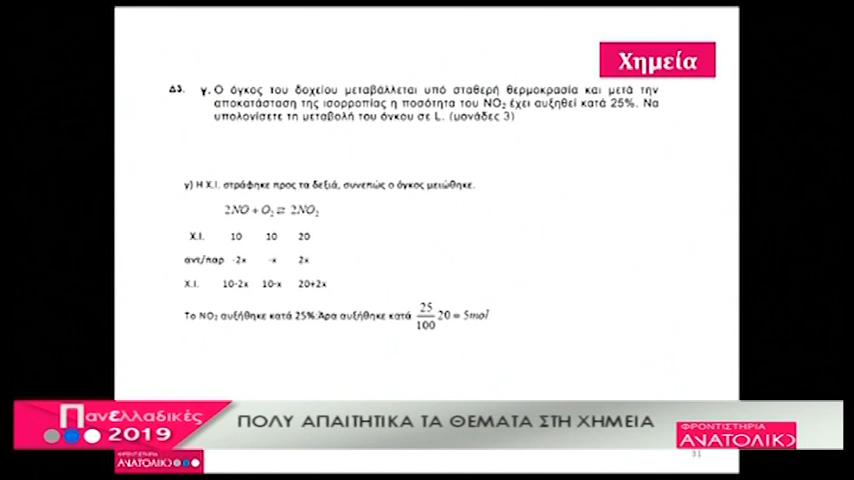 Χημεία
Δ3. γ. Ο όγκος του δοχείου μεταβάλλεται υπό σταθερή θερμοκρασία και μετά την
αποκατάσταση της ισορροπίας η ποσότητα του NO₂ έχει αυξηθεί κατά 25%. Να
υπολογίσετε τη μεταβολή του όγκου σε L. (μονάδες 3)
γ) Η Χ.Ι. στράφηκε προς τα δεξιά, συνεπώς ο όγκος μειώθηκε.
2NO + O₂ ⇄ 2NO₂
Χ.Ι. 10 10 20
αντ/παρ -2x -x 2x
Χ.Ι. 10-2x 10-x 20+2x
Το NO₂ αυξήθηκε κατά 25%. Άρα αυξήθηκε κατά 25/100 20 = 5mol
Πανελλαδικές
2019
ΠΟΛΥ ΑΠΑΙΤΗΤΙΚΑ ΤΑ ΘΕΜΑΤΑ ΣΤΗ ΧΗΜΕΙΑ
ΦΡΟΝΤΙΣΤΗΡΙΑ
ΑΝΑΤΟΛΙΚΟ
ΦΡΟΝΤΙΣΤΗΡΙΑ
ΑΝΑΤΟΛΙΚΟ
31